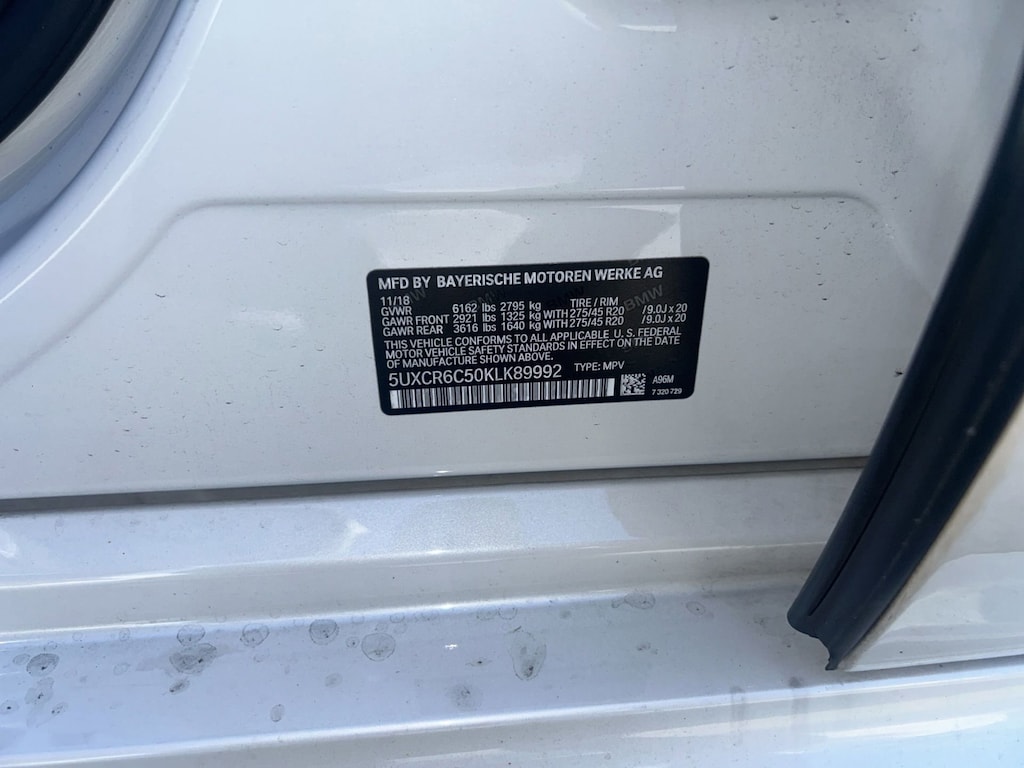 MFD BY BAYERISCHE MOTOREN WERKE AG
11/18 TIRE / RIM
GVWR 6162 lbs 2795 kg
GAWR FRONT 2921 lbs 1325 kg WITH 275/45 R20 /9.0J x 20
GAWR REAR 3616 lbs 1640 kg WITH 275/45 R20 /9.0J x 20
THIS VEHICLE CONFORMS TO ALL APPLICABLE U. S. FEDERAL
MOTOR VEHICLE SAFETY STANDARDS IN EFFECT ON THE DATE
OF MANUFACTURE SHOWN ABOVE.
5UXCR6C50KLK89992 TYPE: MPV
A96M
7 320 729
BMW
BMW
BMW